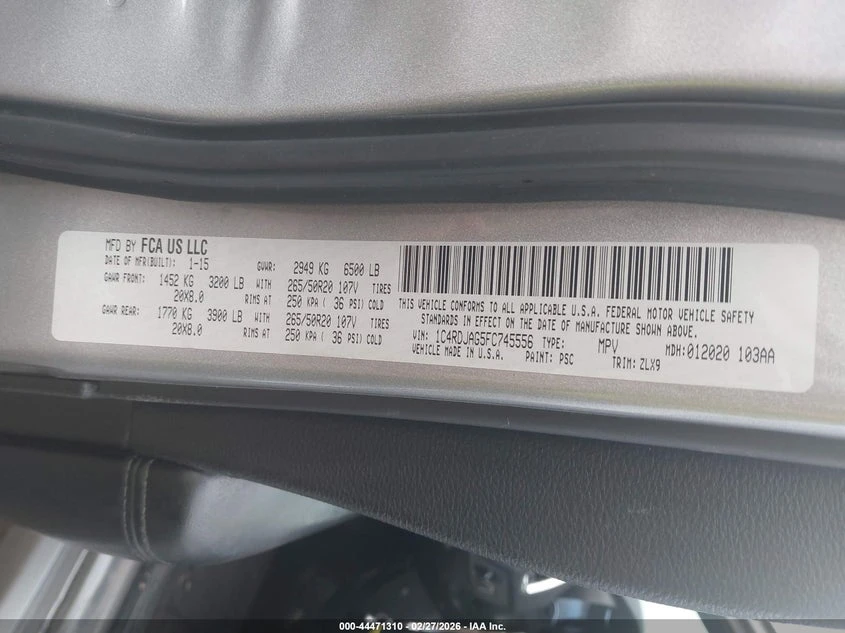 MFD BY FCA US LLC
DATE OF MFR(BUILT): 1-15 GVWR: 2949 KG 6500 LB
GAWR FRONT: 1452 KG 3200 LB WITH 265/50R20 107V TIRES
20X8.0 RIMS AT 250 KPA ( 36 PSI) COLD
GAWR REAR: 1770 KG 3900 LB WITH 265/50R20 107V TIRES
20X8.0 RIMS AT 250 KPA ( 36 PSI) COLD
THIS VEHICLE CONFORMS TO ALL APPLICABLE U.S.A. FEDERAL MOTOR VEHICLE SAFETY
STANDARDS IN EFFECT ON THE DATE OF MANUFACTURE SHOWN ABOVE.
VIN: 1C4RDJAG5FC745556 TYPE: MPV MDH:012020 103AA
VEHICLE MADE IN U.S.A. PAINT: PSC TRIM: ZLX9
000-44471310 - 02/27/2026 - IAA Inc.